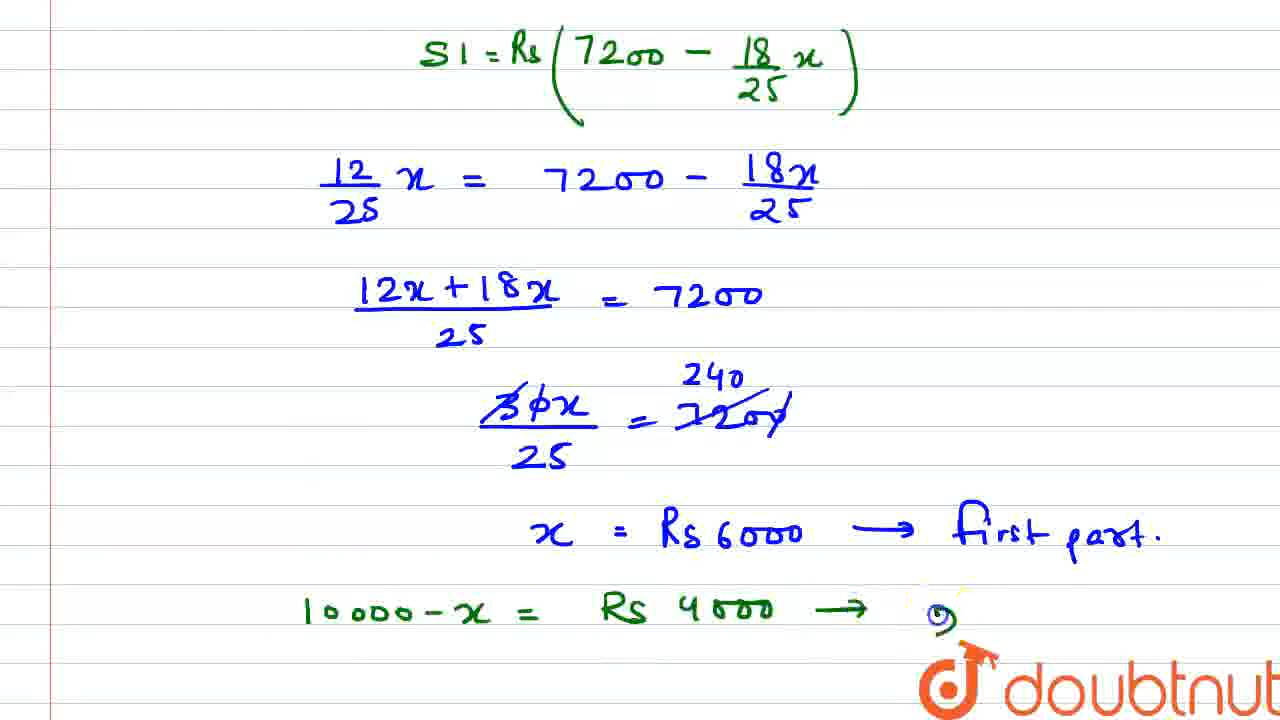 SI = Rs (7200 - 18/25 x)
12/25 x = 7200 - 18x/25
12x + 18x / 25 = 7200
240
30x/25 = 7200
x = Rs 6000 → first part.
10000 - x = Rs 4000 →
doubtnut